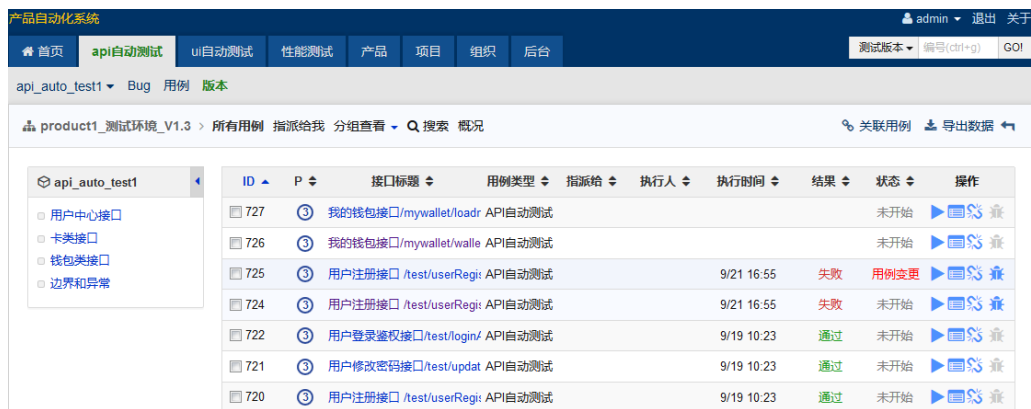 产品自动化系统 admin 退出 关于
首页 api自动测试 ui自动测试 性能测试 产品 项目 组织 后台 测试版本 编号(ctrl+g) GO!
api_auto_test1 Bug 用例 版本
product1_测试环境_V1.3 > 所有用例 指派给我 分组查看 搜索 概况 关联用例 导出数据
api_auto_test1
用户中心接口
卡类接口
钱包类接口
边界和异常
ID P 接口标题 用例类型 指派给 执行人 执行时间 结果 状态 操作
727 3 我的钱包接口/mywallet/loadr API自动测试 未开始
726 3 我的钱包接口/mywallet/walle API自动测试 未开始
725 3 用户注册接口 /test/userRegis API自动测试 9/21 16:55 失败 用例变更
724 3 用户注册接口 /test/userRegis API自动测试 9/21 16:55 失败 未开始
722 3 用户登录鉴权接口/test/loginA API自动测试 9/19 10:23 通过 未开始
721 3 用户修改密码接口/test/updat API自动测试 9/19 10:23 通过 未开始
720 3 用户注册接口 /test/userRegis API自动测试 9/19 10:23 通过 未开始